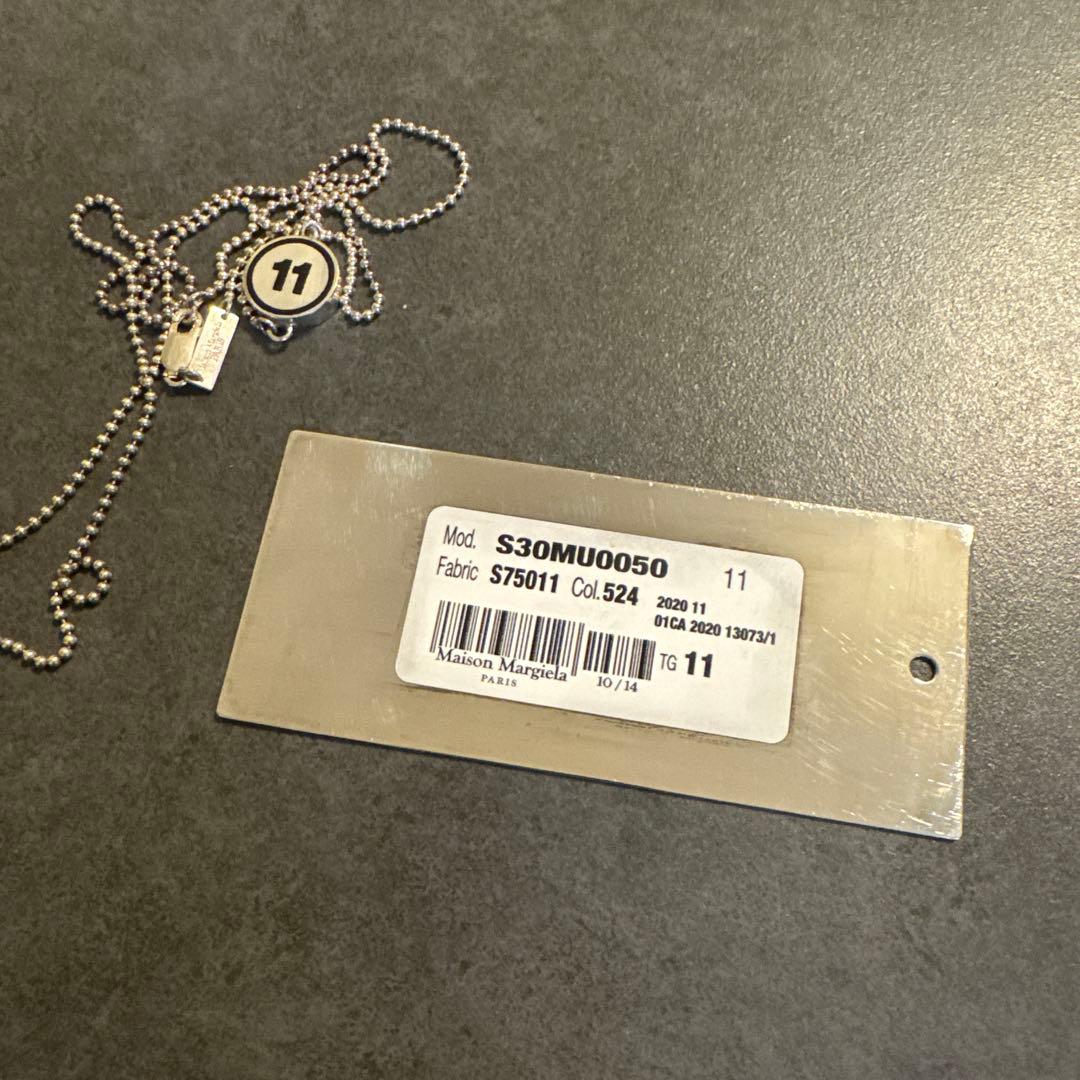 11
Mod. S30MU0050 11
Fabric S75011 Col.524 2020 11
01CA 2020 13073/1
TG 11
Maison Margiela 10/14
PARIS